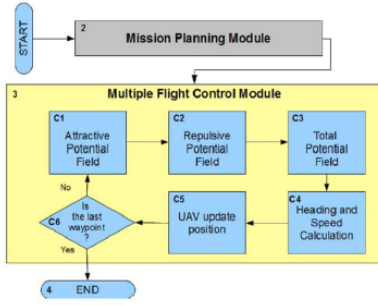 START
2
Mission Planning Module
3
Multiple Flight Control Module
C1
Attractive
Potential
Field
C2
Repulsive
Potential
Field
C3
Total
Potential
Field
No
C6
Is
the last
waypoint
?
Yes
C5
UAV update
position
C4
Heading and
Speed
Calculation
4 END